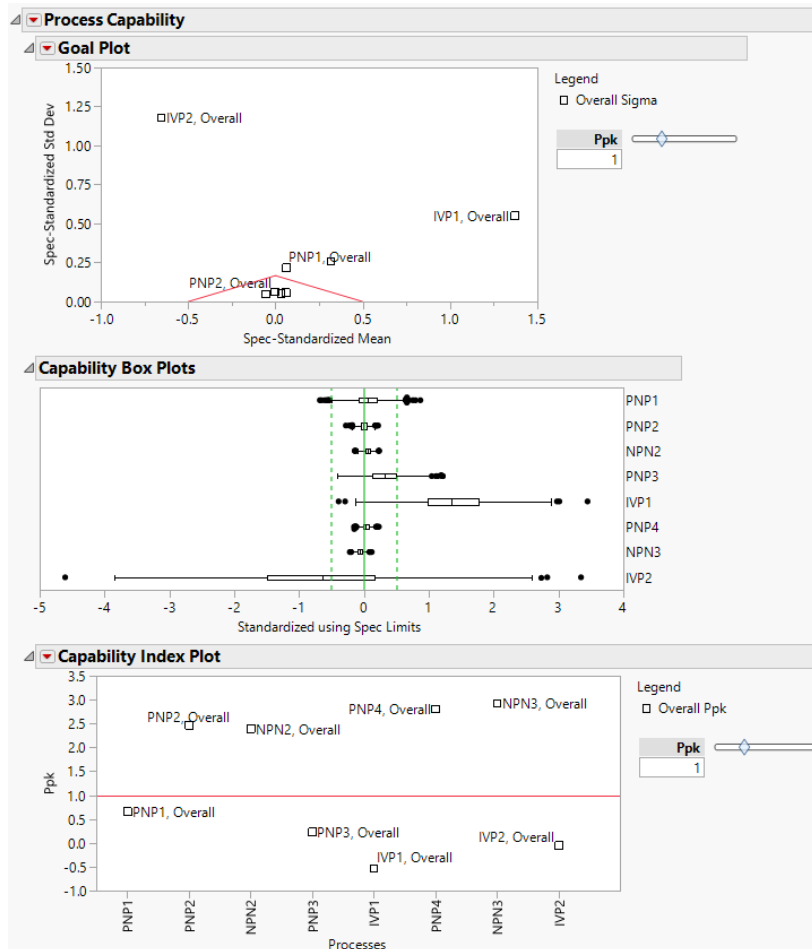 Process Capability
Goal Plot
Spec-Standardized Std Dev
1.50
1.25
1.00
0.75
0.50
0.25
0.00
IVP2, Overall
IVP1, Overall
PNP1, Overall
PNP2, Overall
-1.0 -0.5 0.0 0.5 1.0 1.5
Spec-Standardized Mean
Legend
Overall Sigma
Ppk
1
Capability Box Plots
PNP1
PNP2
NPN2
PNP3
IVP1
PNP4
NPN3
IVP2
-5 -4 -3 -2 -1 0 1 2 3 4
Standardized using Spec Limits
Capability Index Plot
Ppk
3.5
3.0
2.5
2.0
1.5
1.0
0.5
0.0
-0.5
-1.0
PNP2, Overall
NPN2, Overall
PNP4, Overall
NPN3, Overall
PNP1, Overall
PNP3, Overall
IVP1, Overall
IVP2, Overall
PNP1
PNP2
NPN2
PNP3
IVP1
PNP4
NPN3
IVP2
Processes
Legend
Overall Ppk
Ppk
1